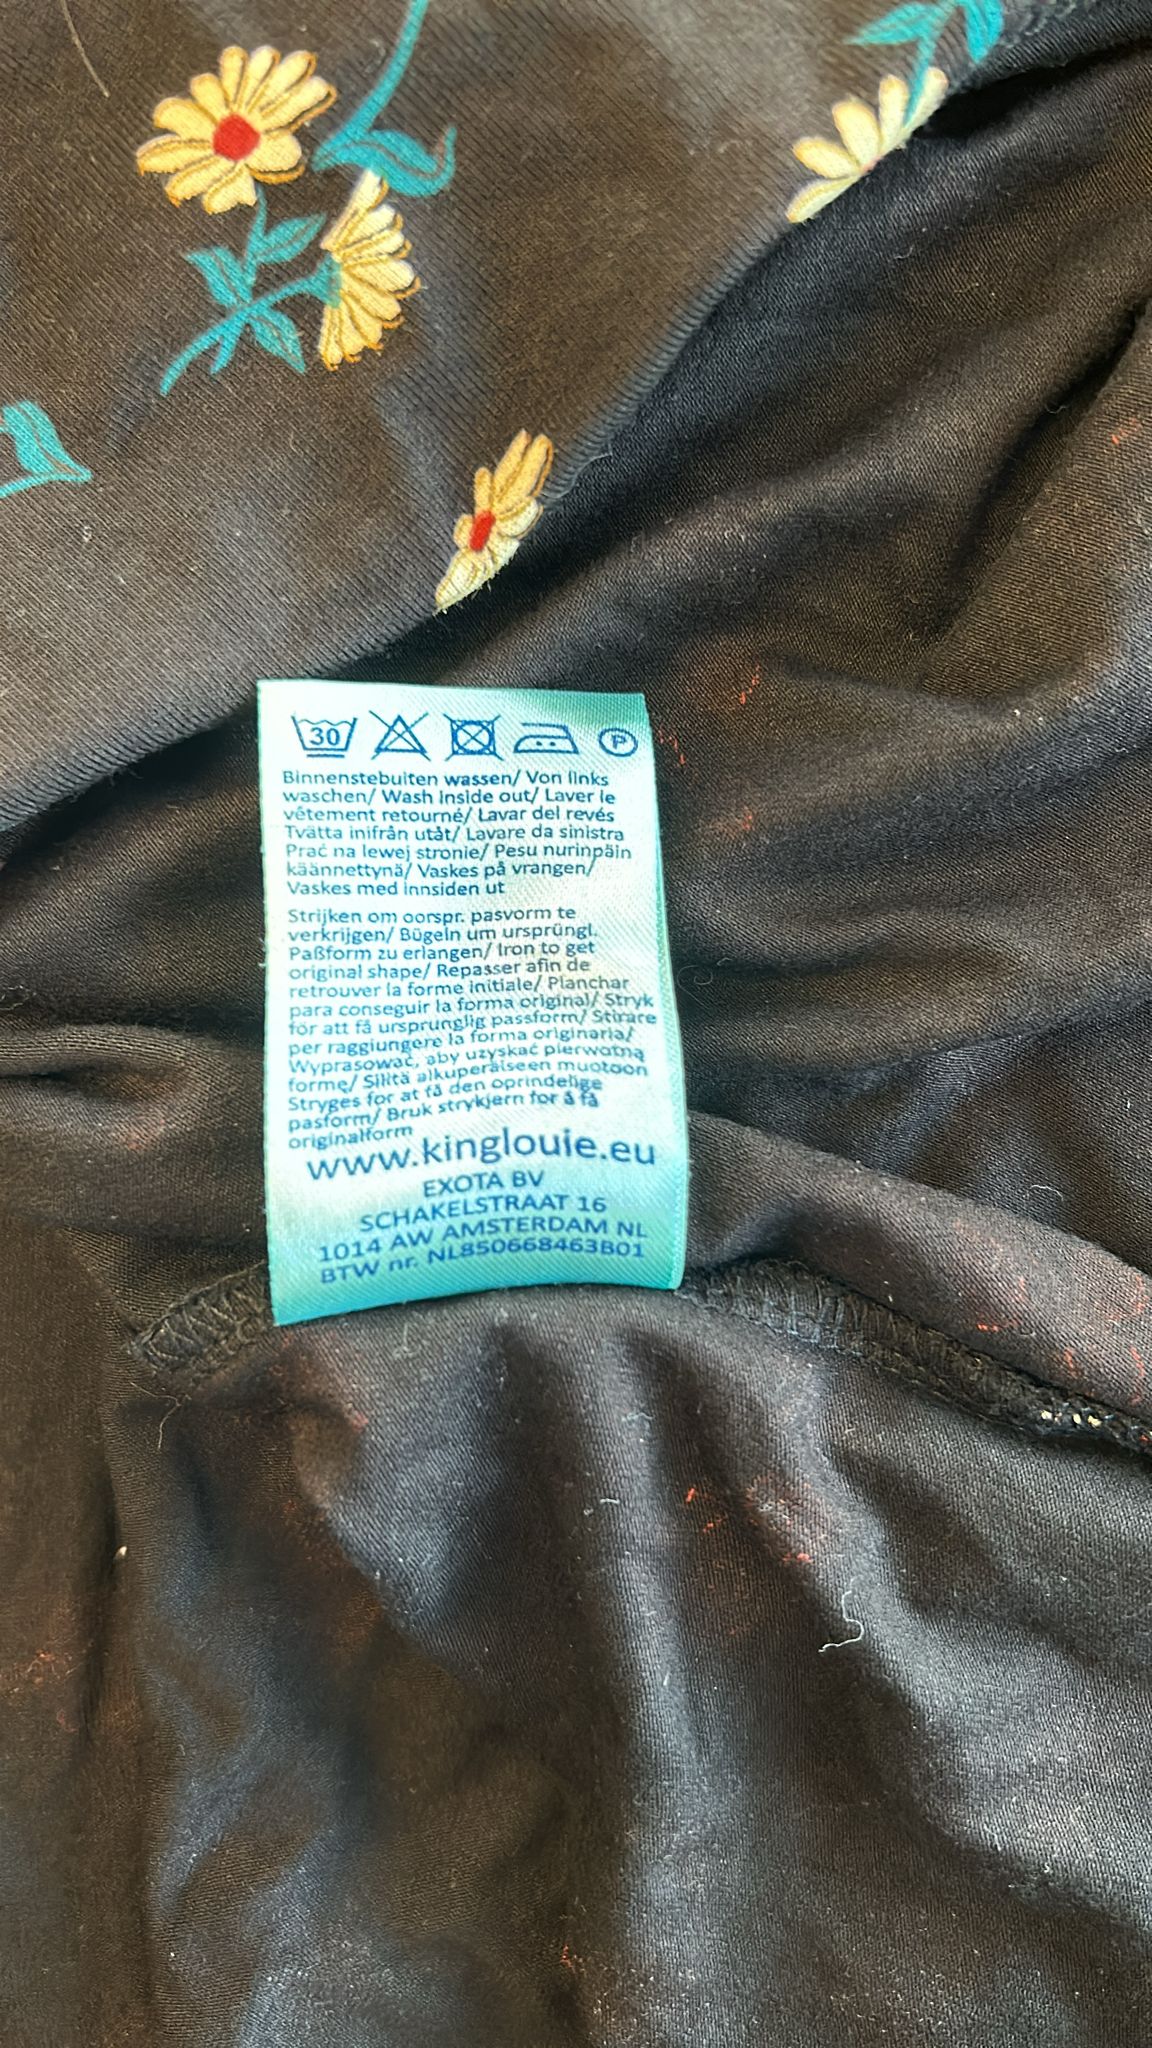 30
P
Binnenstebuiten wassen/ Von links
waschen/ Wash inside out/ Laver le
vêtement retourné/ Lavar del revés
Tvätta inifrån utåt/ Lavare da sinistra
Prać na lewej stronie/ Pesu nurinpäin
käännettynä/ Vaskes på vrangen/
Vaskes med innsiden ut
Strijken om oorspr. pasvorm te
verkrijgen/ Bügeln um ursprüngl.
Paßform zu erlangen/ Iron to get
original shape/ Repasser afin de
retrouver la forme initiale/ Planchar
para conseguir la forma original/ Stryk
för att få ursprunglig passform/ Stirare
per raggiungere la forma originaria/
Wyprasować, aby uzyskać pierwotną
formę/ Silitä alkuperäiseen muotoon
Stryges for at få den oprindelige
pasform/ Bruk strykjern for å få
originalform
www.kinglouie.eu
EXOTA BV
SCHAKELSTRAAT 16
1014 AW AMSTERDAM NL
BTW nr. NL850668463B01